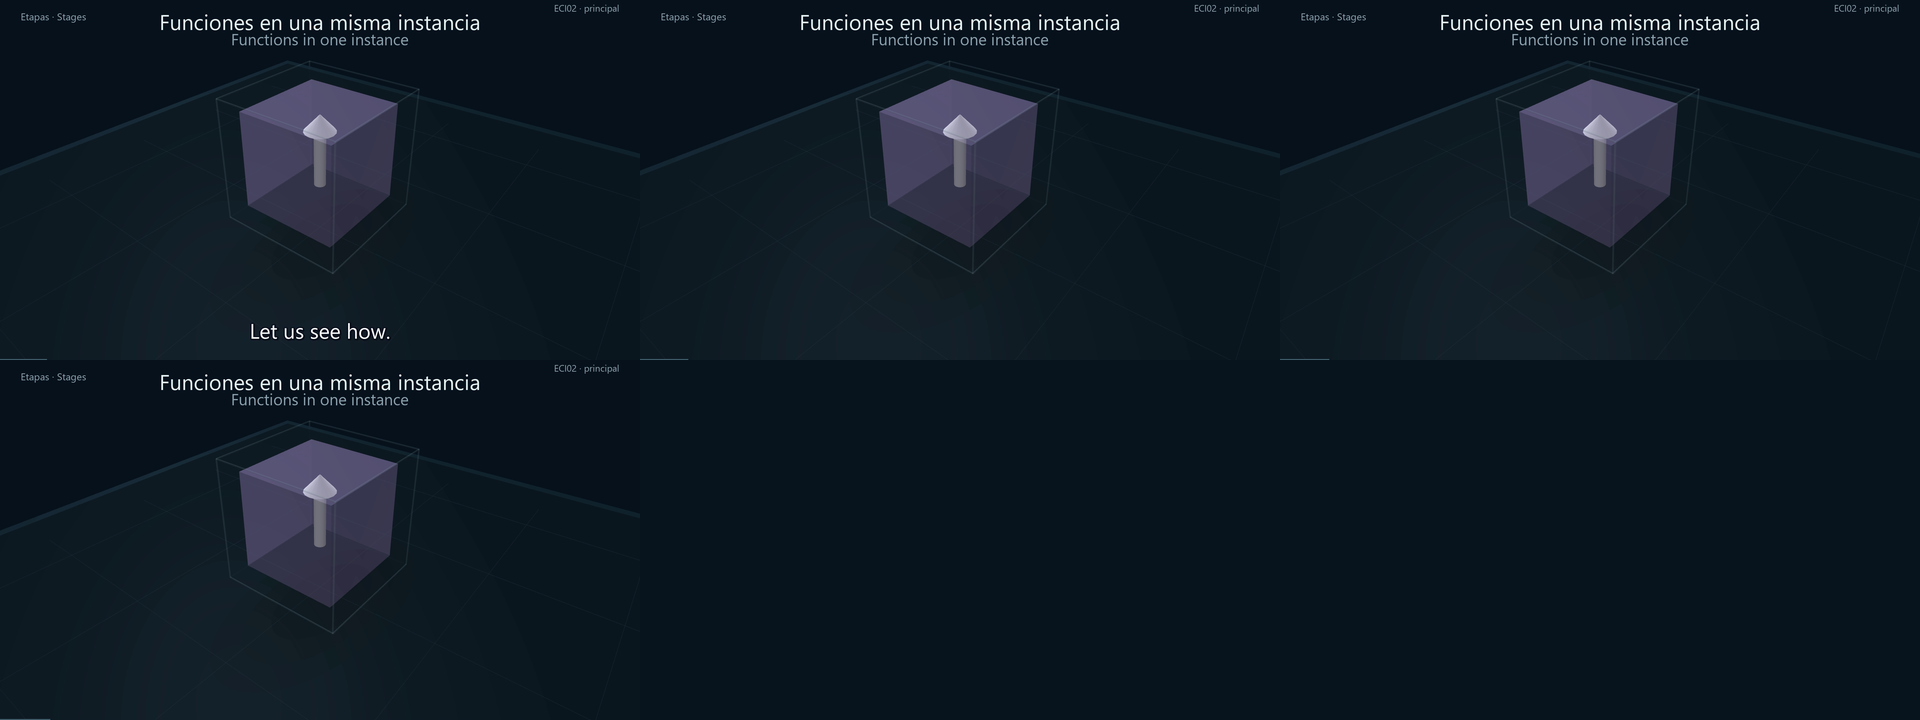 Etapas · Stages
ECI02 · principal
Funciones en una misma instancia
Functions in one instance
Let us see how.
Etapas · Stages
ECI02 · principal
Funciones en una misma instancia
Functions in one instance
Etapas · Stages
ECI02 · principal
Funciones en una misma instancia
Functions in one instance
Etapas · Stages
ECI02 · principal
Funciones en una misma instancia
Functions in one instance